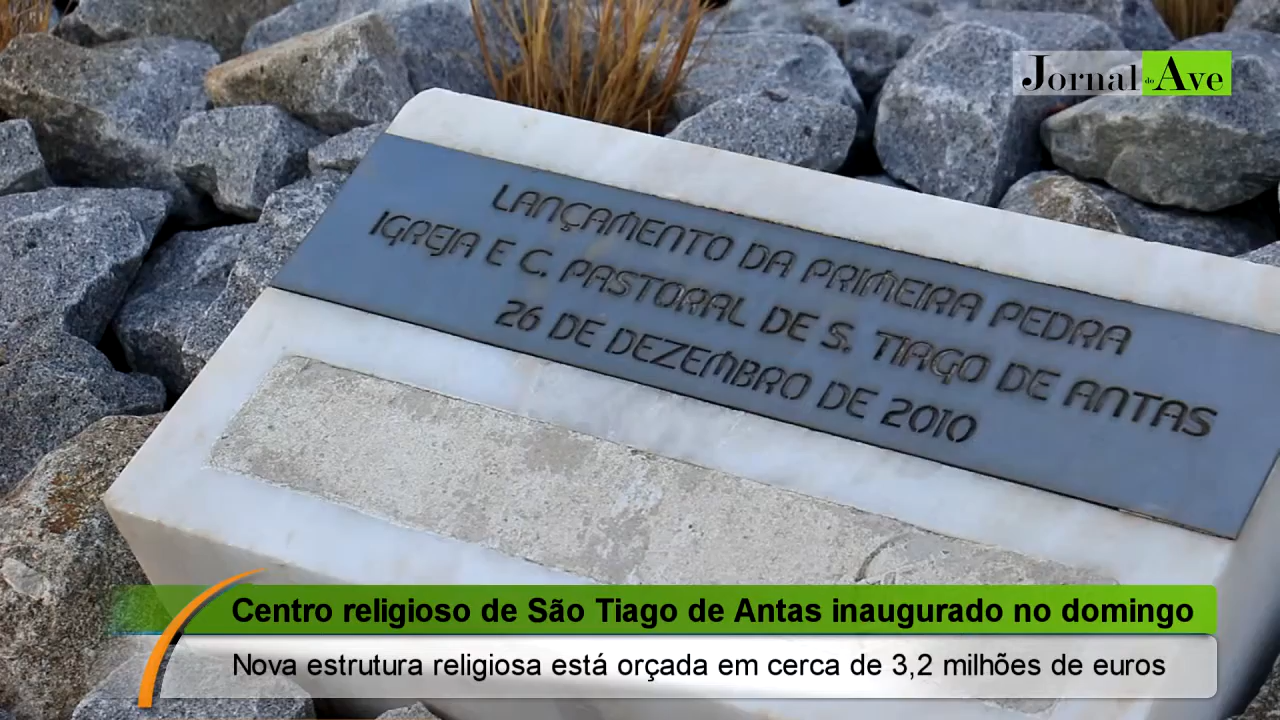 Jornal do Ave
LANÇAMENTO DA PRIMEIRA PEDRA
IGREJA E C. PASTORAL DE S. TIAGO DE ANTAS
26 DE DEZEMBRO DE 2010
Centro religioso de São Tiago de Antas inaugurado no domingo
Nova estrutura religiosa está orçada em cerca de 3,2 milhões de euros